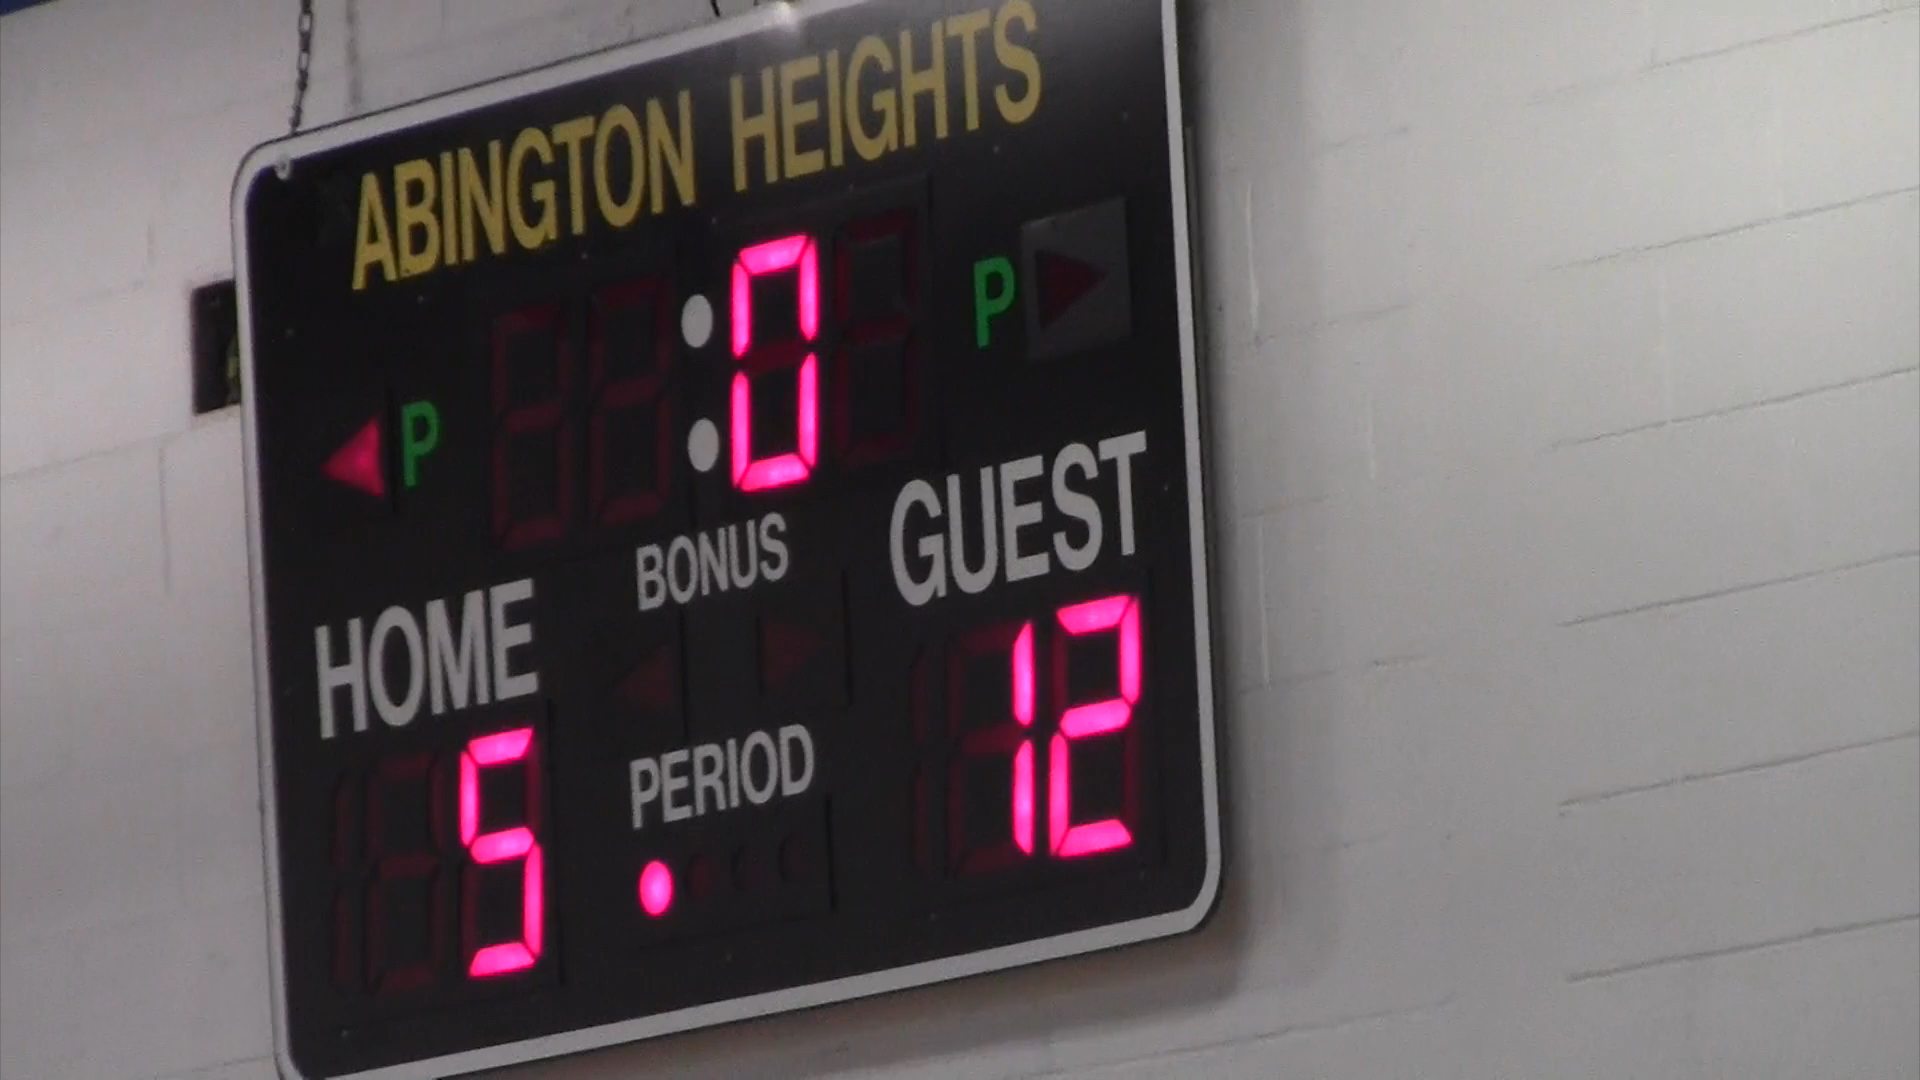 ABINGTON HEIGHTS
P :0 P
BONUS
HOME GUEST
5 12
PERIOD